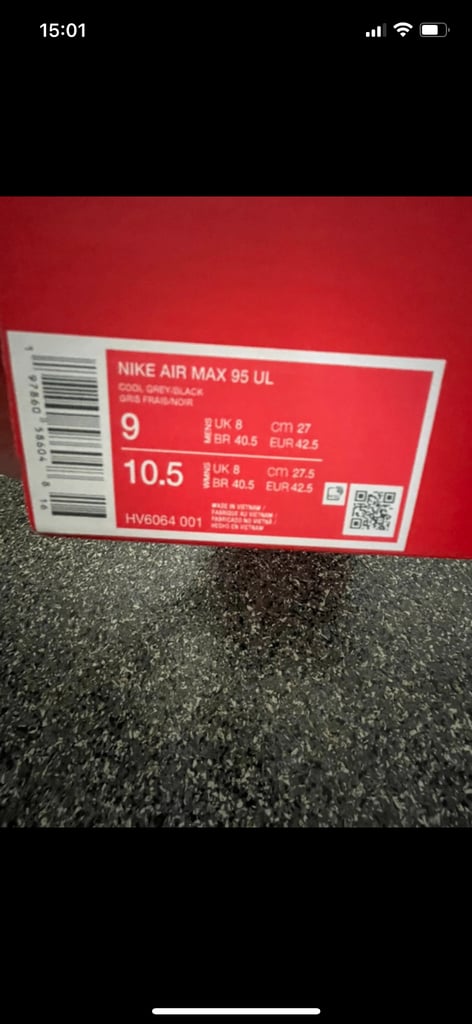 15:01
NIKE AIR MAX 95 UL
COOL GREY/BLACK
GRIS FRAIS/NOIR
9 MENS UK 8 cm 27
BR 40.5 EUR 42.5
10.5 WMNS UK 8 cm 27.5
BR 40.5 EUR 42.5
HV6064 001
MADE IN VIETNAM /
FABRIQUE AU VIETNAM /
FABRICADO NO VIETNÃ /
HECHO EN VIETNAM